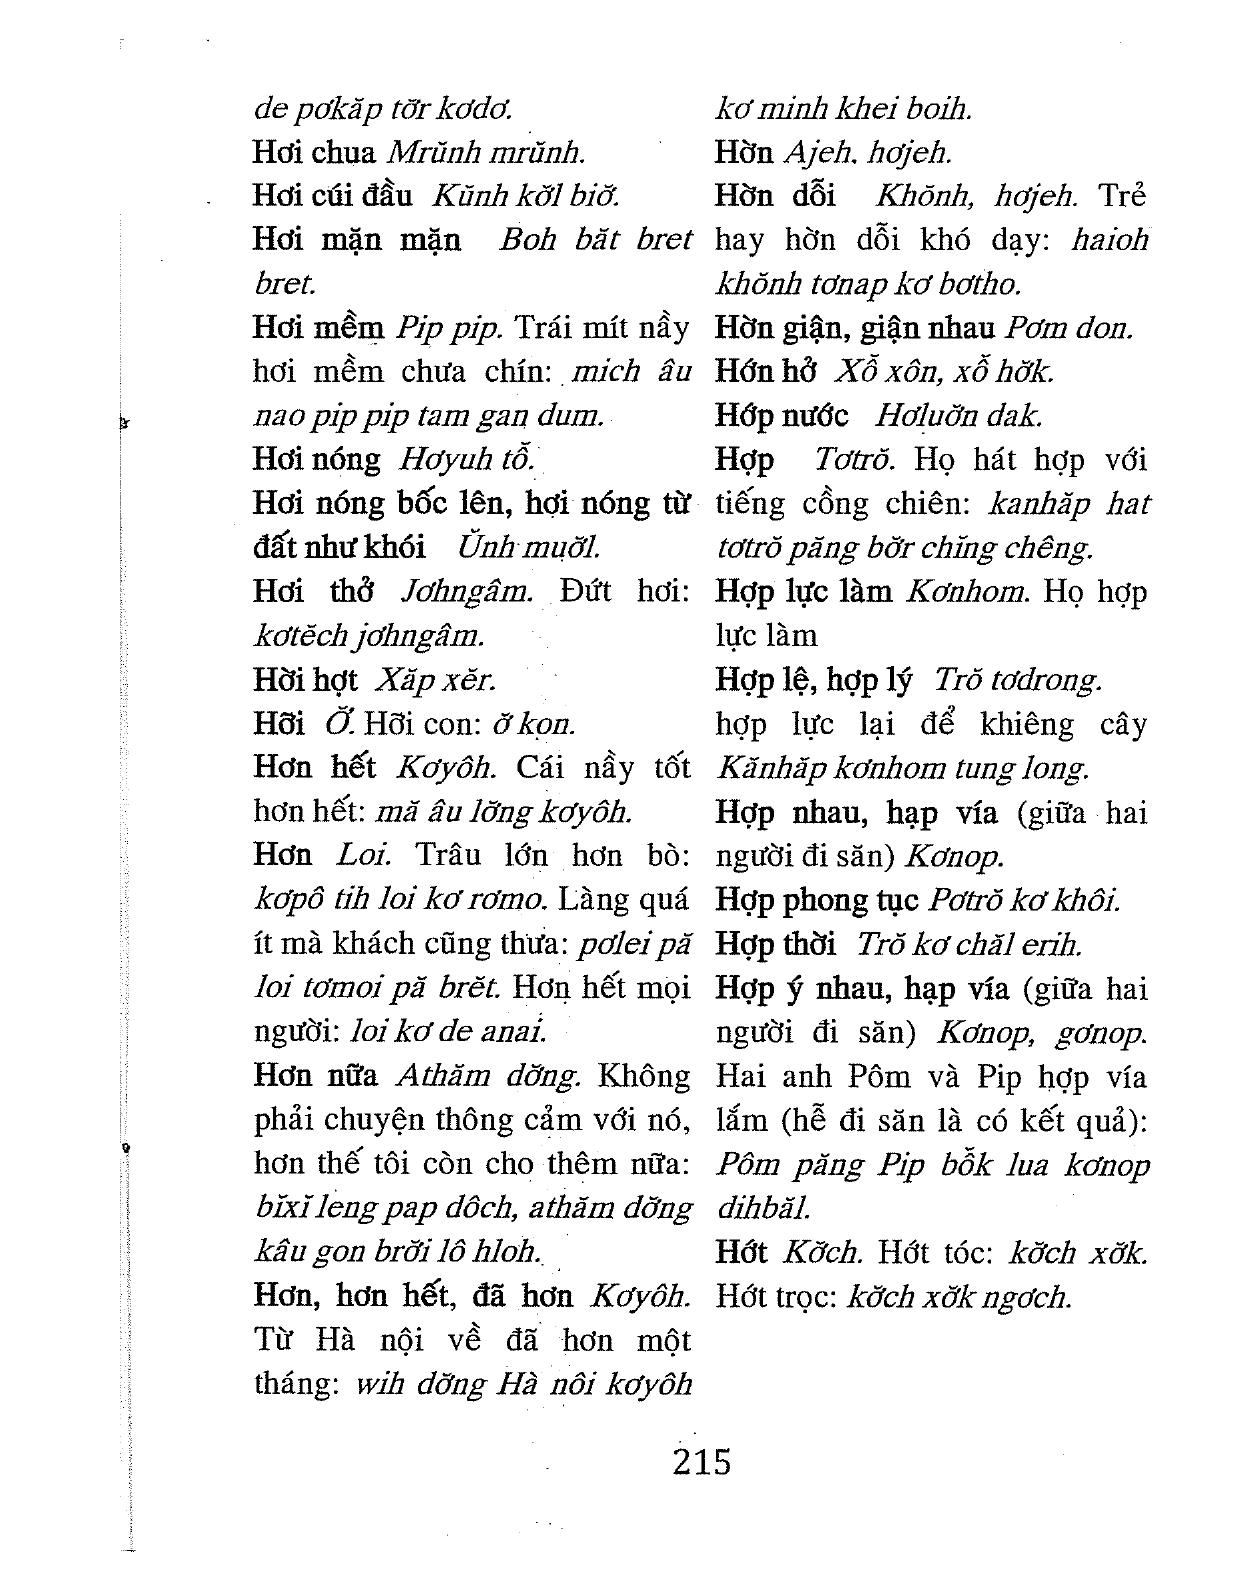 de pơkăp tơ̆r kơdơ.
Hơi chua Mrŭnh mrŭnh.
Hơi cúi đầu Kŭnh kơ̆l biơ̆.
Hơi mặn mặn Boh băt bret
bret.
Hơi mềm Pip pip. Trái mít nầy
hơi mềm chưa chín: mich âu
nao pip pip tam gan dum.
Hơi nóng Hơyuh tô̆.
Hơi nóng bốc lên, hơi nóng từ
đất như khói Ŭnh muơ̆l.
Hơi thở Jơhngâm. Đứt hơi:
kơtĕch jơhngâm.
Hời hợt Xăp xĕr.
Hỡi Ơ̆. Hỡi con: ơ̆ kon.
Hơn hết Kơyôh. Cái nầy tốt
hơn hết: mă âu lơ̆ng kơyôh.
Hơn Loi. Trâu lớn hơn bò:
kơpô tih loi kơ rơmo. Làng quá
ít mà khách cũng thưa: pơlei pă
loi tơmoi pă brĕt. Hơn hết mọi
người: loi kơ de anai.
Hơn nữa Athăm dơ̆ng. Không
phải chuyện thông cảm với nó,
hơn thế tôi còn cho thêm nữa:
bĭxĭ leng pap dôch, athăm dơ̆ng
kâu gon brơ̆i lô hloh.
Hơn, hơn hết, đã hơn Kơyôh.
Từ Hà nội về đã hơn một
tháng: wih dơ̆ng Hà nôi kơyôh
kơ minh khei boih.
Hờn Ajeh. hơjeh.
Hờn dỗi Khŏnh, hơjeh. Trẻ
hay hờn dỗi khó dạy: haioh
khŏnh tơnap kơ bơtho.
Hờn giận, giận nhau Pơm don.
Hớn hở Xô̆ xôn, xô̆ hơ̆k.
Hớp nước Hơluơ̆n dak.
Hợp Tơtrŏ. Họ hát hợp với
tiếng cồng chiên: kanhăp hat
tơtrŏ păng bơ̆r chĭng chêng.
Hợp lực làm Kơnhom. Họ hợp
lực làm
Hợp lệ, hợp lý Trŏ tơdrong.
hợp lực lại để khiêng cây
Kănhăp kơnhom tung long.
Hợp nhau, hạp vía (giữa hai
người đi săn) Kơnop.
Hợp phong tục Pơtrŏ kơ khôi.
Hợp thời Trŏ kơ chăl erih.
Hợp ý nhau, hạp vía (giữa hai
người đi săn) Kơnop, gơnop.
Hai anh Pôm và Pip hợp vía
lắm (hễ đi săn là có kết quả):
Pôm păng Pip bô̆k lua kơnop
dihbăl.
Hớt Kơ̆ch. Hớt tóc: kơ̆ch xơ̆k.
Hớt trọc: kơ̆ch xơ̆k ngơch.
215